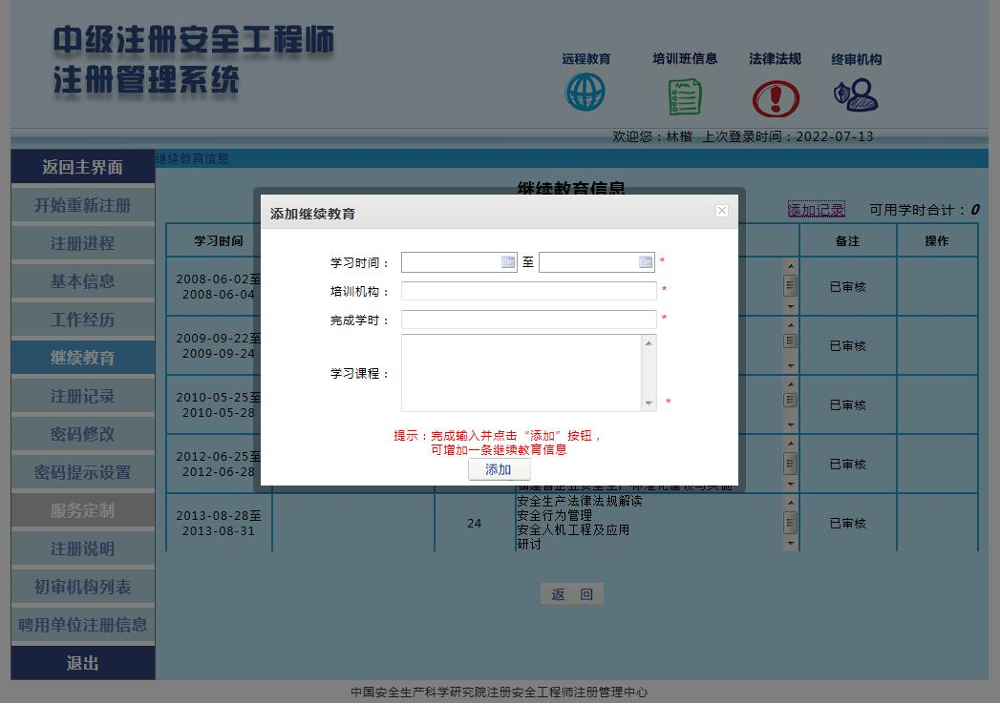 中级注册安全工程师
注册管理系统
远程教育
培训班信息
法律法规
终审机构
欢迎您：林楷 上次登录时间：2022-07-13
返回主界面
开始重新注册
注册进程
基本信息
工作经历
继续教育
注册记录
密码修改
密码提示设置
服务定制
注册说明
初审机构列表
聘用单位注册信息
退出
继续教育信息
继续教育信息
添加记录 可用学时合计：0
学习时间
备注
操作
2008-06-02至
2008-06-04
已审核
2009-09-22至
2009-09-24
已审核
2010-05-25至
2010-05-28
已审核
2012-06-25至
2012-06-28
已审核
2013-08-28至
2013-08-31
24
安全生产法律法规解读
安全行为管理
安全人机工程及应用
研讨
已审核
添加继续教育
学习时间：
至
*
培训机构：
*
完成学时：
*
学习课程：
*
提示：完成输入并点击“添加”按钮，
可增加一条继续教育信息
添加
返 回
中国安全生产科学研究院注册安全工程师注册管理中心